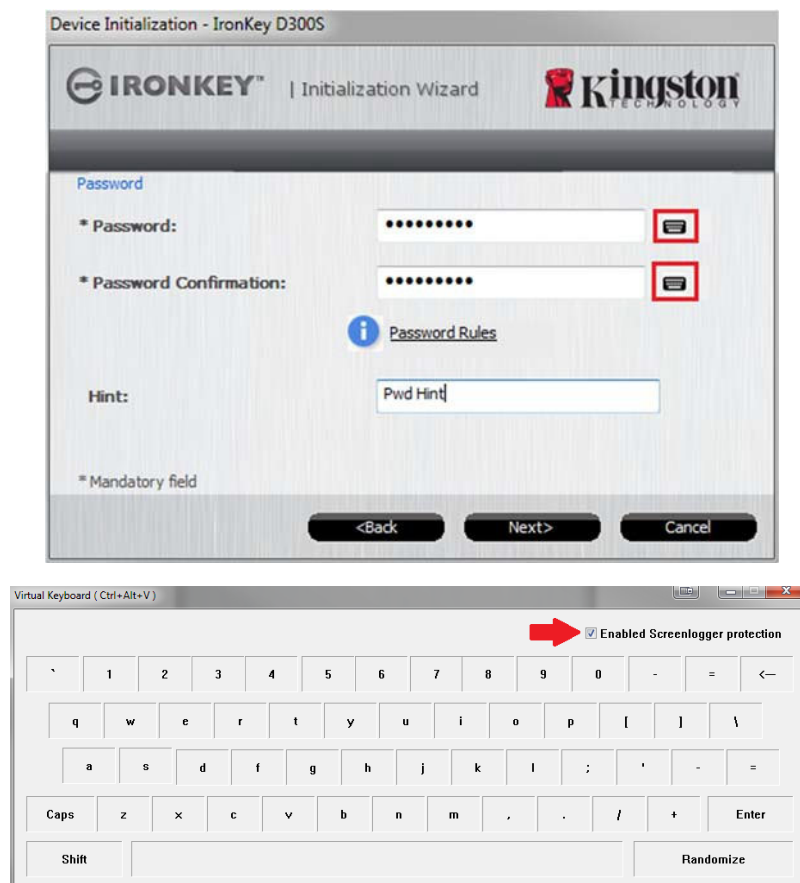 Device Initialization - IronKey D300S
IRONKEY™ | Initialization Wizard Kingston
TECHNOLOGY
Password
* Password: •••••••••
* Password Confirmation: •••••••••
i Password Rules
Hint: Pwd Hint
* Mandatory field
<Back Next> Cancel
Virtual Keyboard ( Ctrl+Alt+V )
Enabled Screenlogger protection
` 1 2 3 4 5 6 7 8 9 0 - = <—
q w e r t y u i o p [ ] \
a s d f g h j k l ; ' - =
Caps z x c v b n m , . / + Enter
Shift Randomize